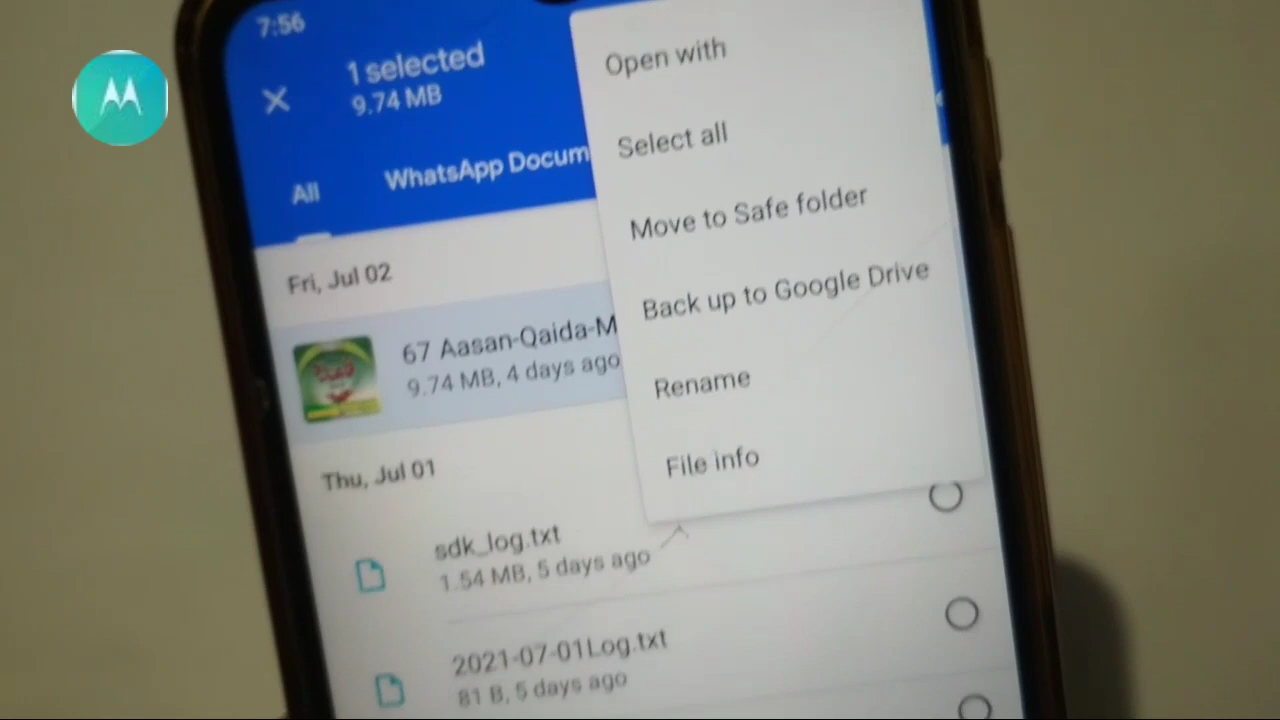 7:56
1 selected
9.74 MB
All
WhatsApp Docum
Fri, Jul 02
67 Aasan-Qaida-M
9.74 MB, 4 days ago
Thu, Jul 01
sdk_log.txt
1.54 MB, 5 days ago
2021-07-01Log.txt
81 B, 5 days ago
Open with
Select all
Move to Safe folder
Back up to Google Drive
Rename
File info